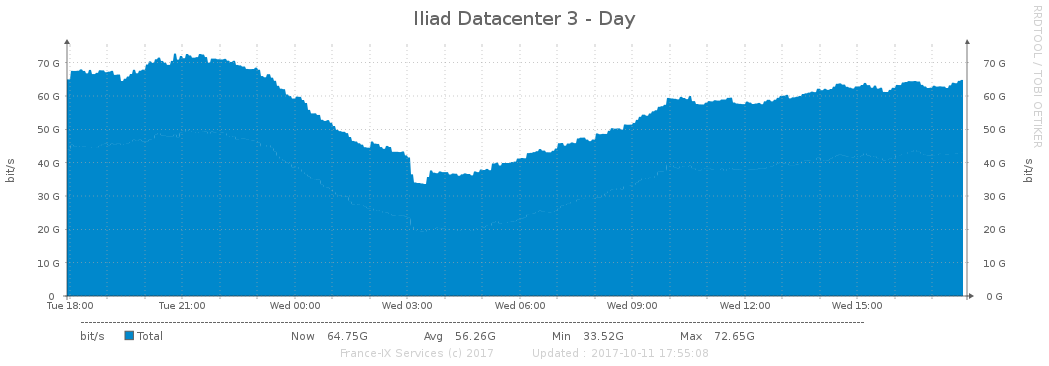 Iliad Datacenter 3 - Day
RRDTOOL / TOBI OETIKER
70 G 70 G
60 G 60 G
50 G 50 G
40 G 40 G
30 G 30 G
20 G 20 G
10 G 10 G
0 0 G
bit/s bit/s
Tue 18:00 Tue 21:00 Wed 00:00 Wed 03:00 Wed 06:00 Wed 09:00 Wed 12:00 Wed 15:00
bit/s Total Now 64.75G Avg 56.26G Min 33.52G Max 72.65G
France-IX Services (c) 2017 Updated : 2017-10-11 17:55:08